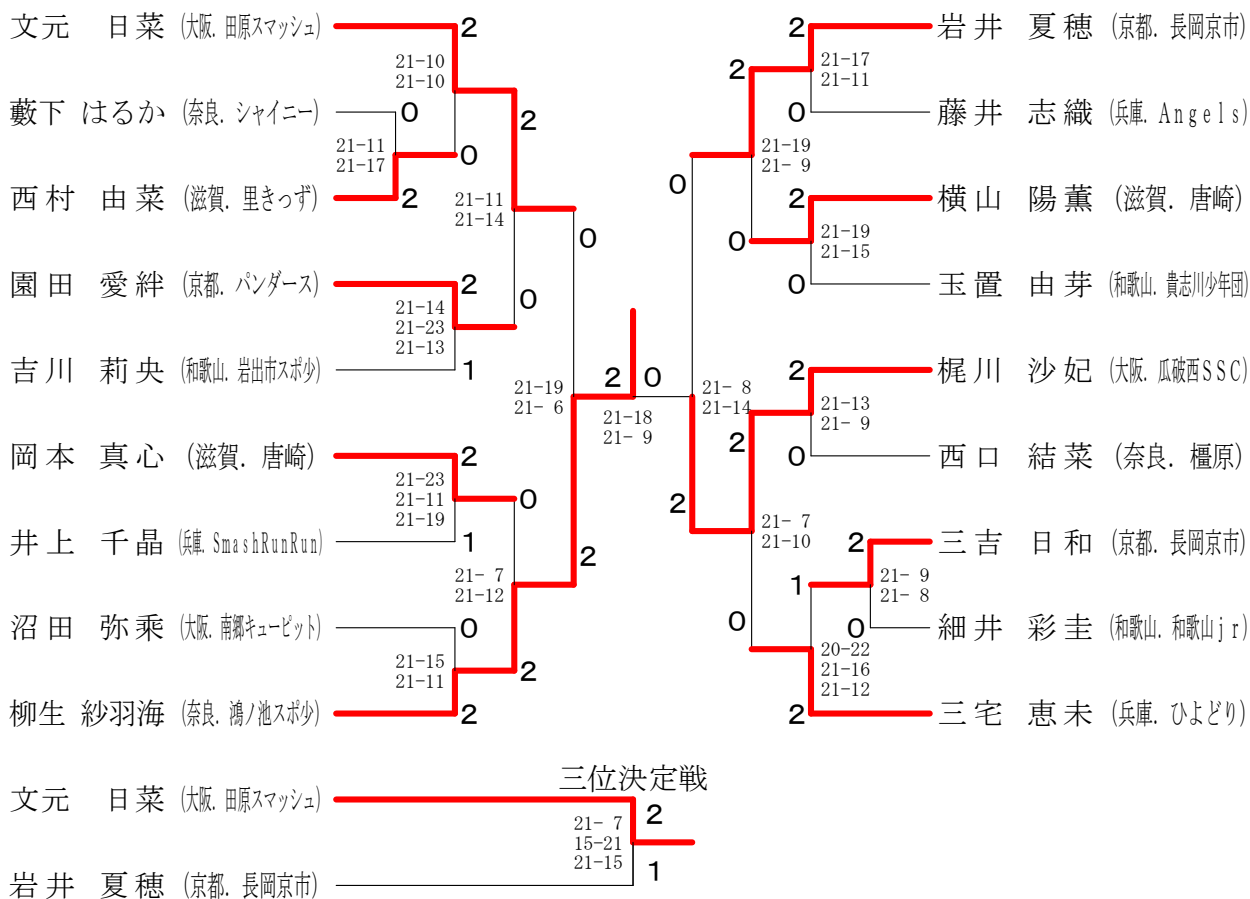 文元 日菜 (大阪. 田原スマッシュ) 2
21-10
21-10
2
藪下 はるか (奈良. シャイニー) 0
21-11
21-17
0
西村 由菜 (滋賀. 里きっず) 2
21-11
21-14
0
園田 愛絆 (京都. パンダース) 2
21-14
21-23
21-13
0
吉川 莉央 (和歌山. 岩出市スポ少) 1
21-19
21- 6
岡本 真心 (滋賀. 唐崎) 2
21-23
21-11
21-19
0
井上 千晶 (兵庫. SmashRunRun) 1
21- 7
21-12
2
沼田 弥乗 (大阪. 南郷キューピット) 0
21-15
21-11
2
柳生 紗羽海 (奈良. 鴻ノ池スポ少) 2
2 0
21-18
21- 9
2 岩井 夏穂 (京都. 長岡京市)
2
21-17
21-11
0 藤井 志織 (兵庫. Angels)
21-19
21- 9
0
2 横山 陽薫 (滋賀. 唐崎)
0
21-19
21-15
0 玉置 由芽 (和歌山. 貴志川少年団)
21- 8
21-14
2 梶川 沙妃 (大阪. 瓜破西SSC)
2
21-13
21- 9
0 西口 結菜 (奈良. 橿原)
2
21- 7
21-10
2 三吉 日和 (京都. 長岡京市)
1
21- 9
21- 8
0 細井 彩圭 (和歌山. 和歌山jr)
0
20-22
21-16
21-12
2 三宅 恵未 (兵庫. ひよどり)
三位決定戦
文元 日菜 (大阪. 田原スマッシュ) 2
21- 7
15-21
21-15
岩井 夏穂 (京都. 長岡京市) 1